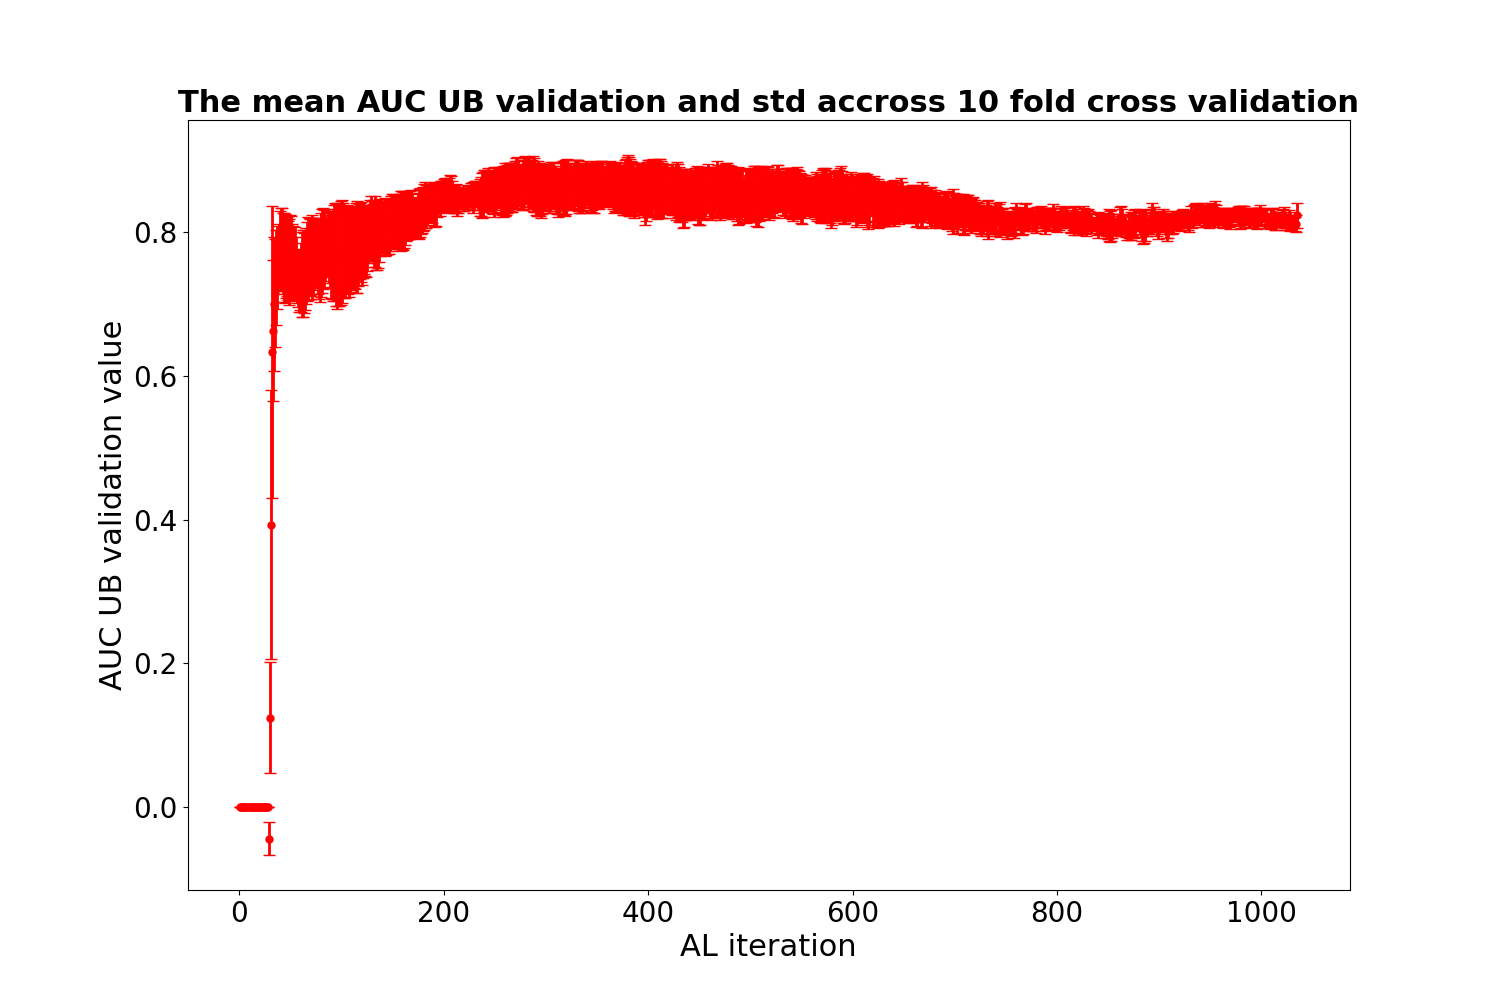 The mean AUC UB validation and std accross 10 fold cross validation
AUC UB validation value
0.8
0.6
0.4
0.2
0.0
0 200 400 600 800 1000
AL iteration